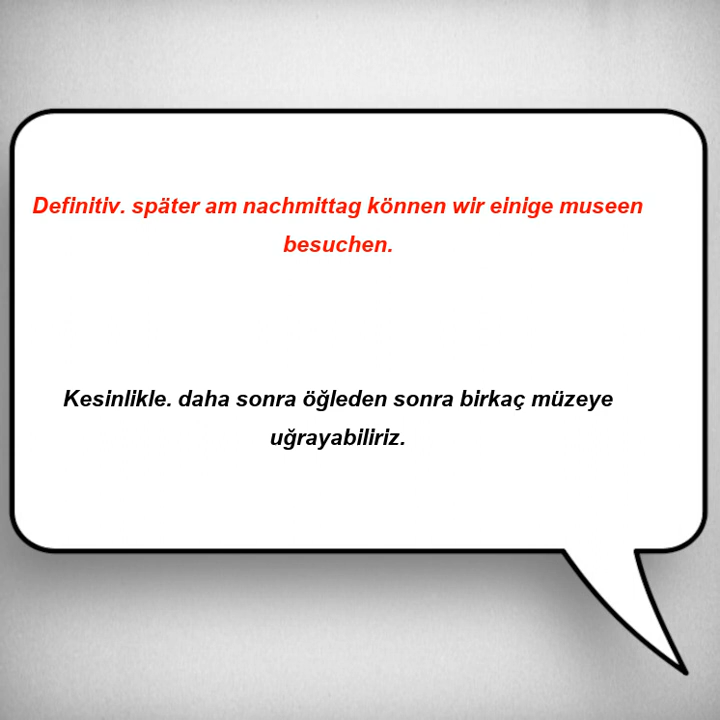 Definitiv. später am nachmittag können wir einige museen
besuchen.
Kesinlikle. daha sonra öğleden sonra birkaç müzeye
uğrayabiliriz.